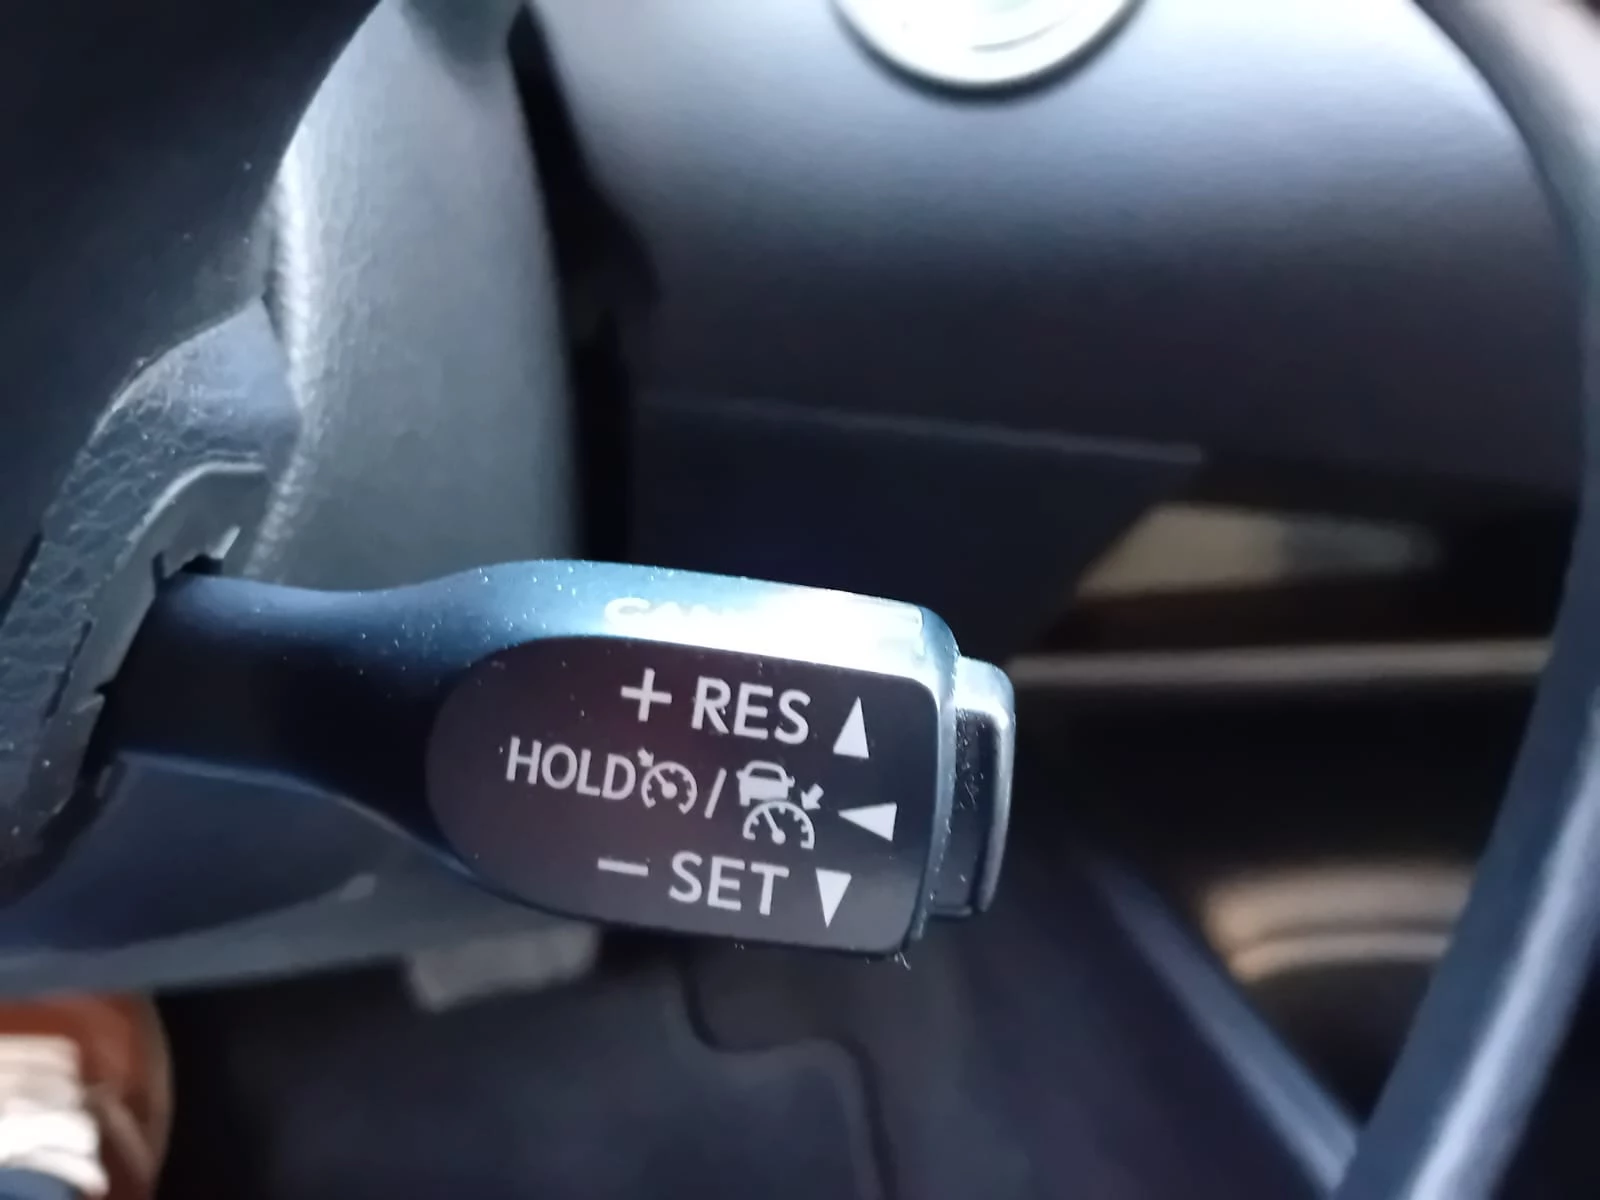 + RES
HOLD /
− SET